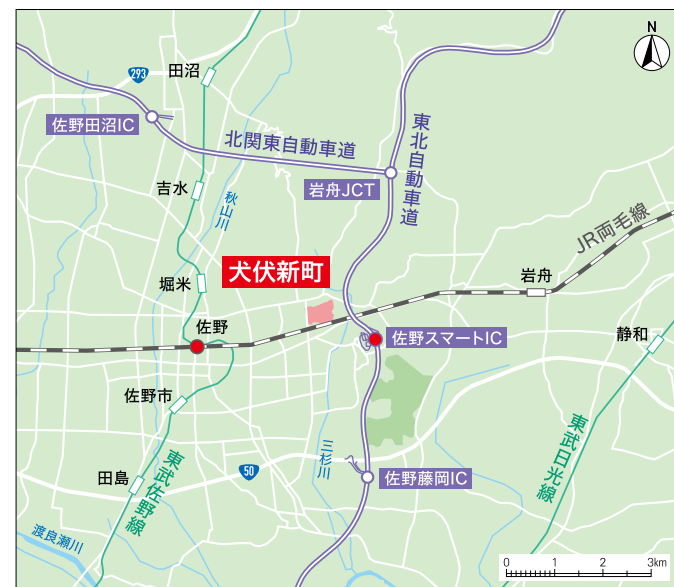 N
293
田沼
佐野田沼IC
北関東自動車道
東北自動車道
岩舟JCT
吉水
秋山川
JR両毛線
犬伏新町
岩舟
堀米
佐野
佐野スマートIC
静和
佐野市
三杉川
東武日光線
東武佐野線
50
田島
佐野藤岡IC
渡良瀬川
0 1 2 3km